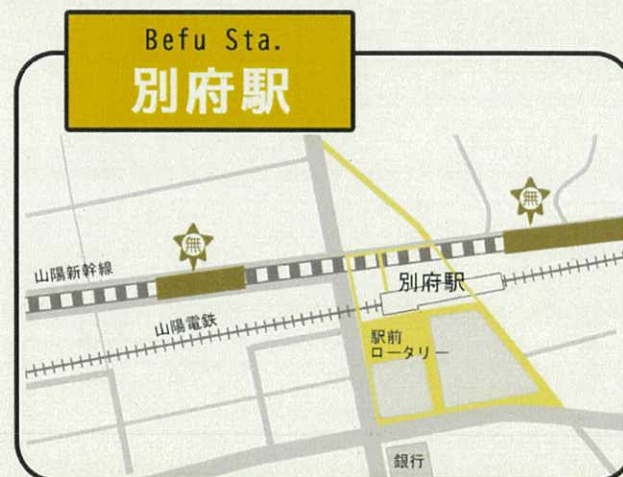 Befu Sta.
別府駅
無
無
山陽新幹線
別府駅
山陽電鉄
駅前
ロータリー
銀行